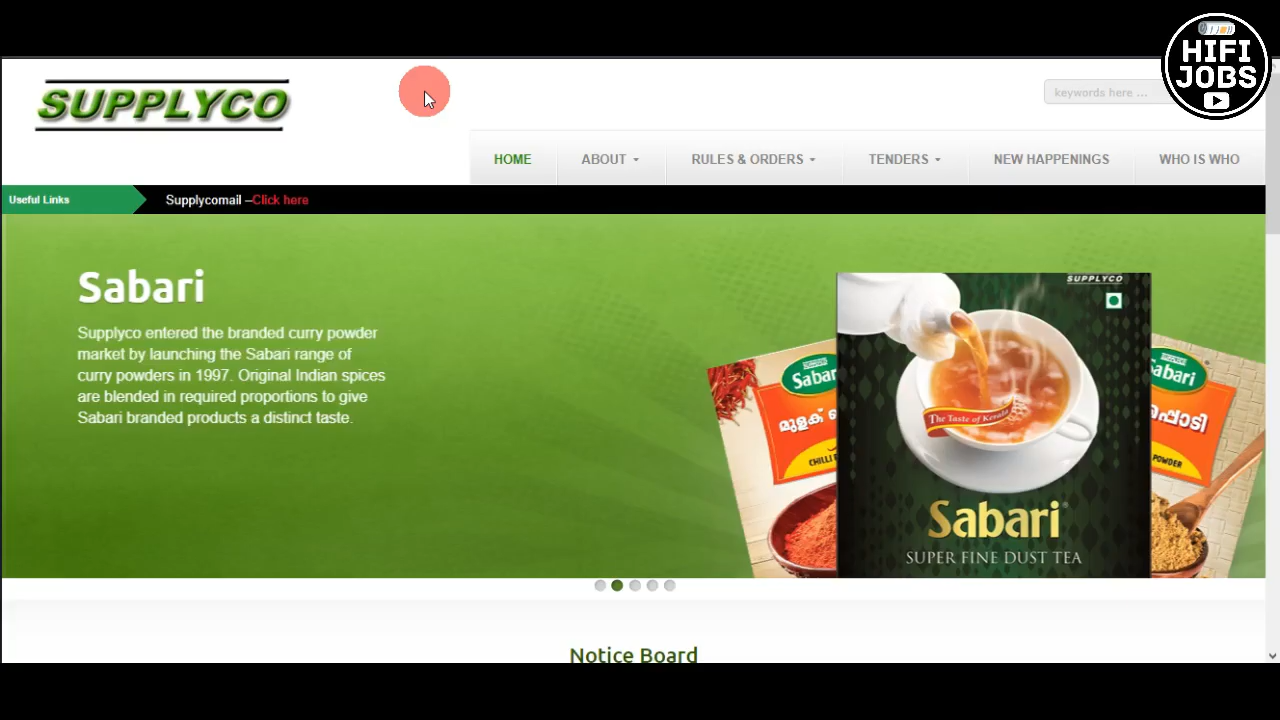 HIFI
JOBS
SUPPLYCO
keywords here ...
HOME
ABOUT
RULES & ORDERS
TENDERS
NEW HAPPENINGS
WHO IS WHO
Useful Links
Supplycomail –Click here
Sabari
Supplyco entered the branded curry powder
market by launching the Sabari range of
curry powders in 1997. Original Indian spices
are blended in required proportions to give
Sabari branded products a distinct taste.
SUPPLYCO
The Taste of Kerala
Sabari
SUPER FINE DUST TEA
മുളക്
CHILLI
POWDER
Notice Board